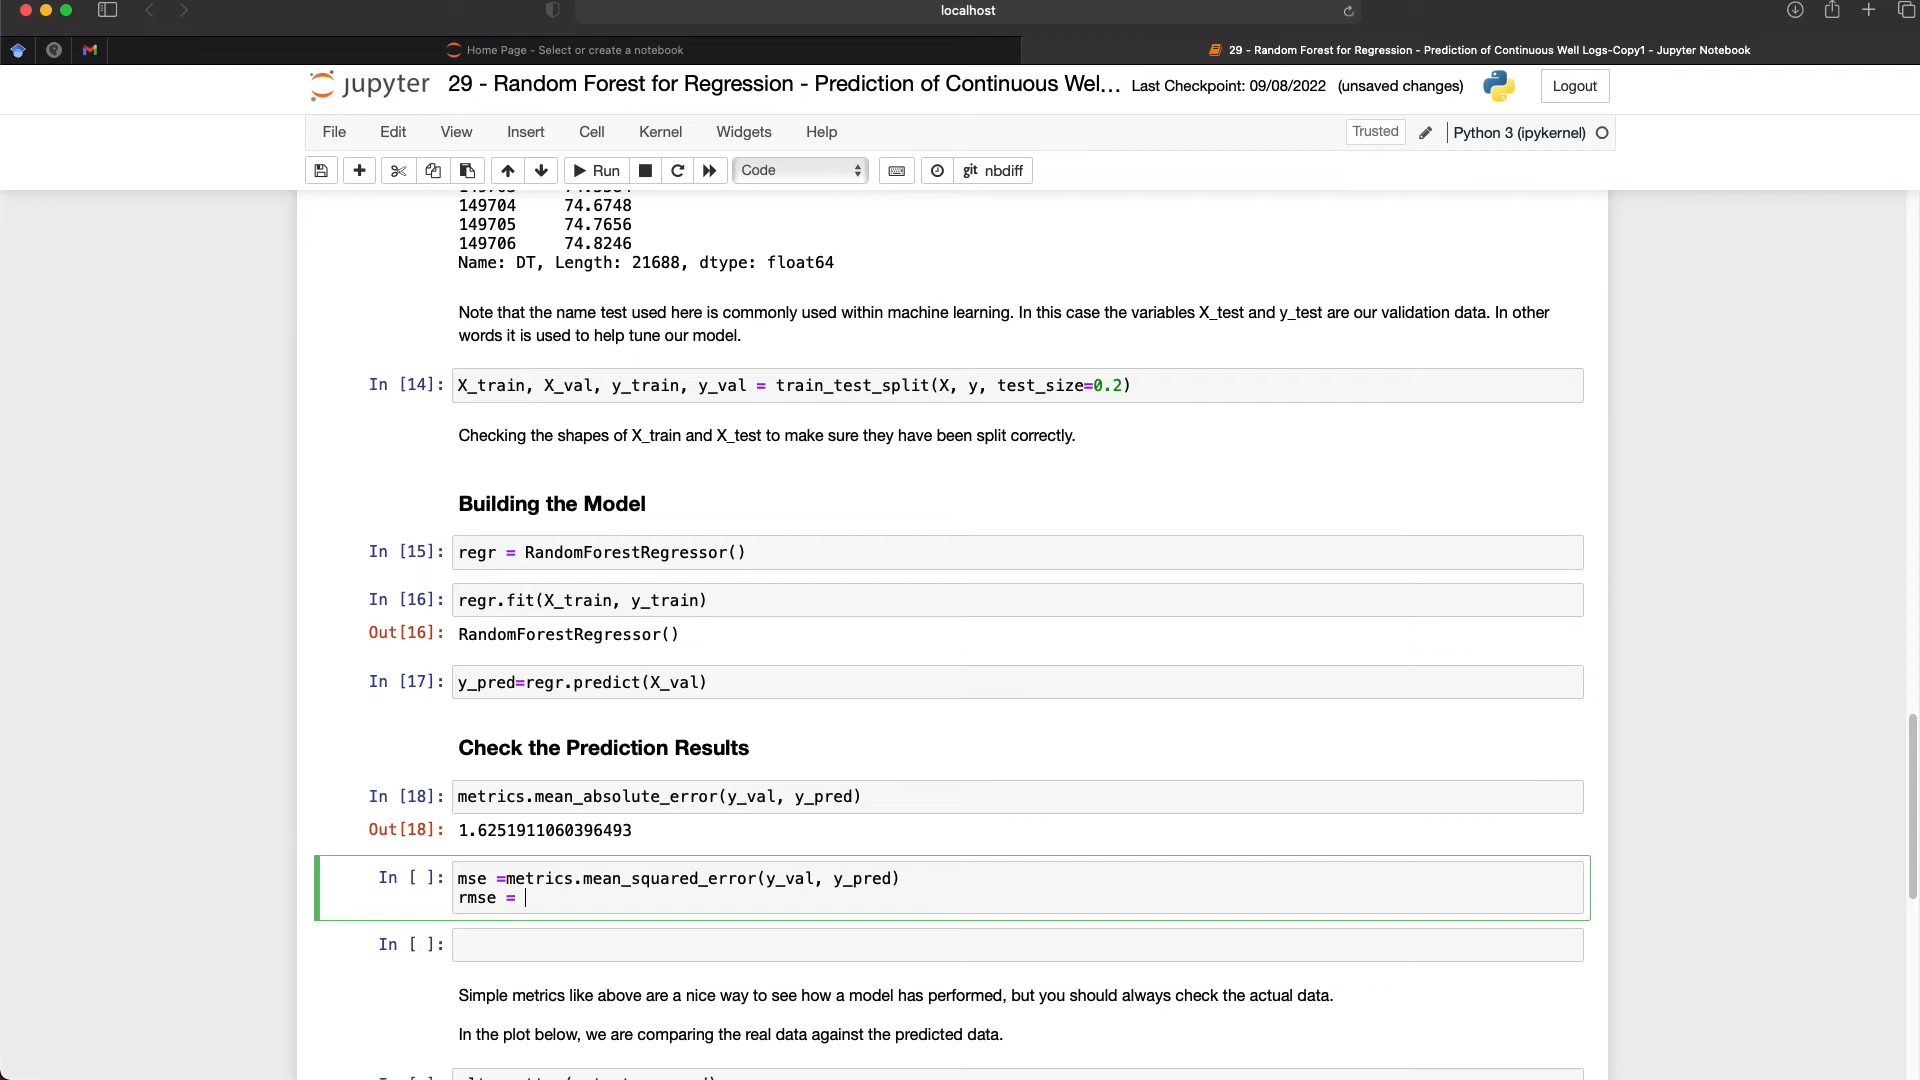 localhost
Home Page - Select or create a notebook
29 - Random Forest for Regression - Prediction of Continuous Well Logs-Copy1 - Jupyter Notebook
jupyter 29 - Random Forest for Regression - Prediction of Continuous Wel... Last Checkpoint: 09/08/2022 (unsaved changes) Logout
File Edit View Insert Cell Kernel Widgets Help Trusted Python 3 (ipykernel)
Run Code git nbdiff
149704 74.6748
149705 74.7656
149706 74.8246
Name: DT, Length: 21688, dtype: float64
Note that the name test used here is commonly used within machine learning. In this case the variables X_test and y_test are our validation data. In other
words it is used to help tune our model.
In [14]: X_train, X_val, y_train, y_val = train_test_split(X, y, test_size=0.2)
Checking the shapes of X_train and X_test to make sure they have been split correctly.
Building the Model
In [15]: regr = RandomForestRegressor()
In [16]: regr.fit(X_train, y_train)
Out[16]: RandomForestRegressor()
In [17]: y_pred=regr.predict(X_val)
Check the Prediction Results
In [18]: metrics.mean_absolute_error(y_val, y_pred)
Out[18]: 1.6251911060396493
In [ ]: mse =metrics.mean_squared_error(y_val, y_pred)
rmse =
In [ ]:
Simple metrics like above are a nice way to see how a model has performed, but you should always check the actual data.
In the plot below, we are comparing the real data against the predicted data.